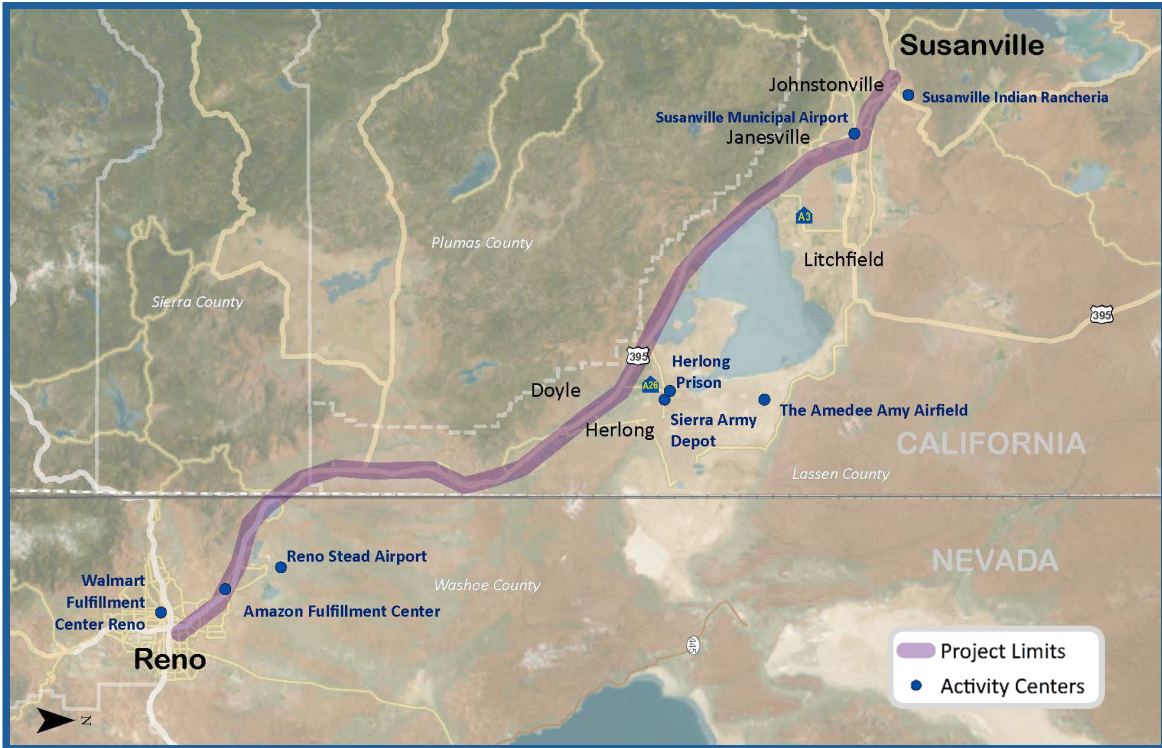 Susanville
Johnstonville
Susanville Indian Rancheria
Susanville Municipal Airport
Janesville
A3
Plumas County
Litchfield
Sierra County
395
395
Herlong
Prison
A26
Doyle
The Amedee Amy Airfield
Sierra Army
Depot
Herlong
CALIFORNIA
Lassen County
Reno Stead Airport
NEVADA
Walmart
Fulfillment
Center Reno
Washoe County
Amazon Fulfillment Center
445
Reno
Project Limits
Activity Centers
N